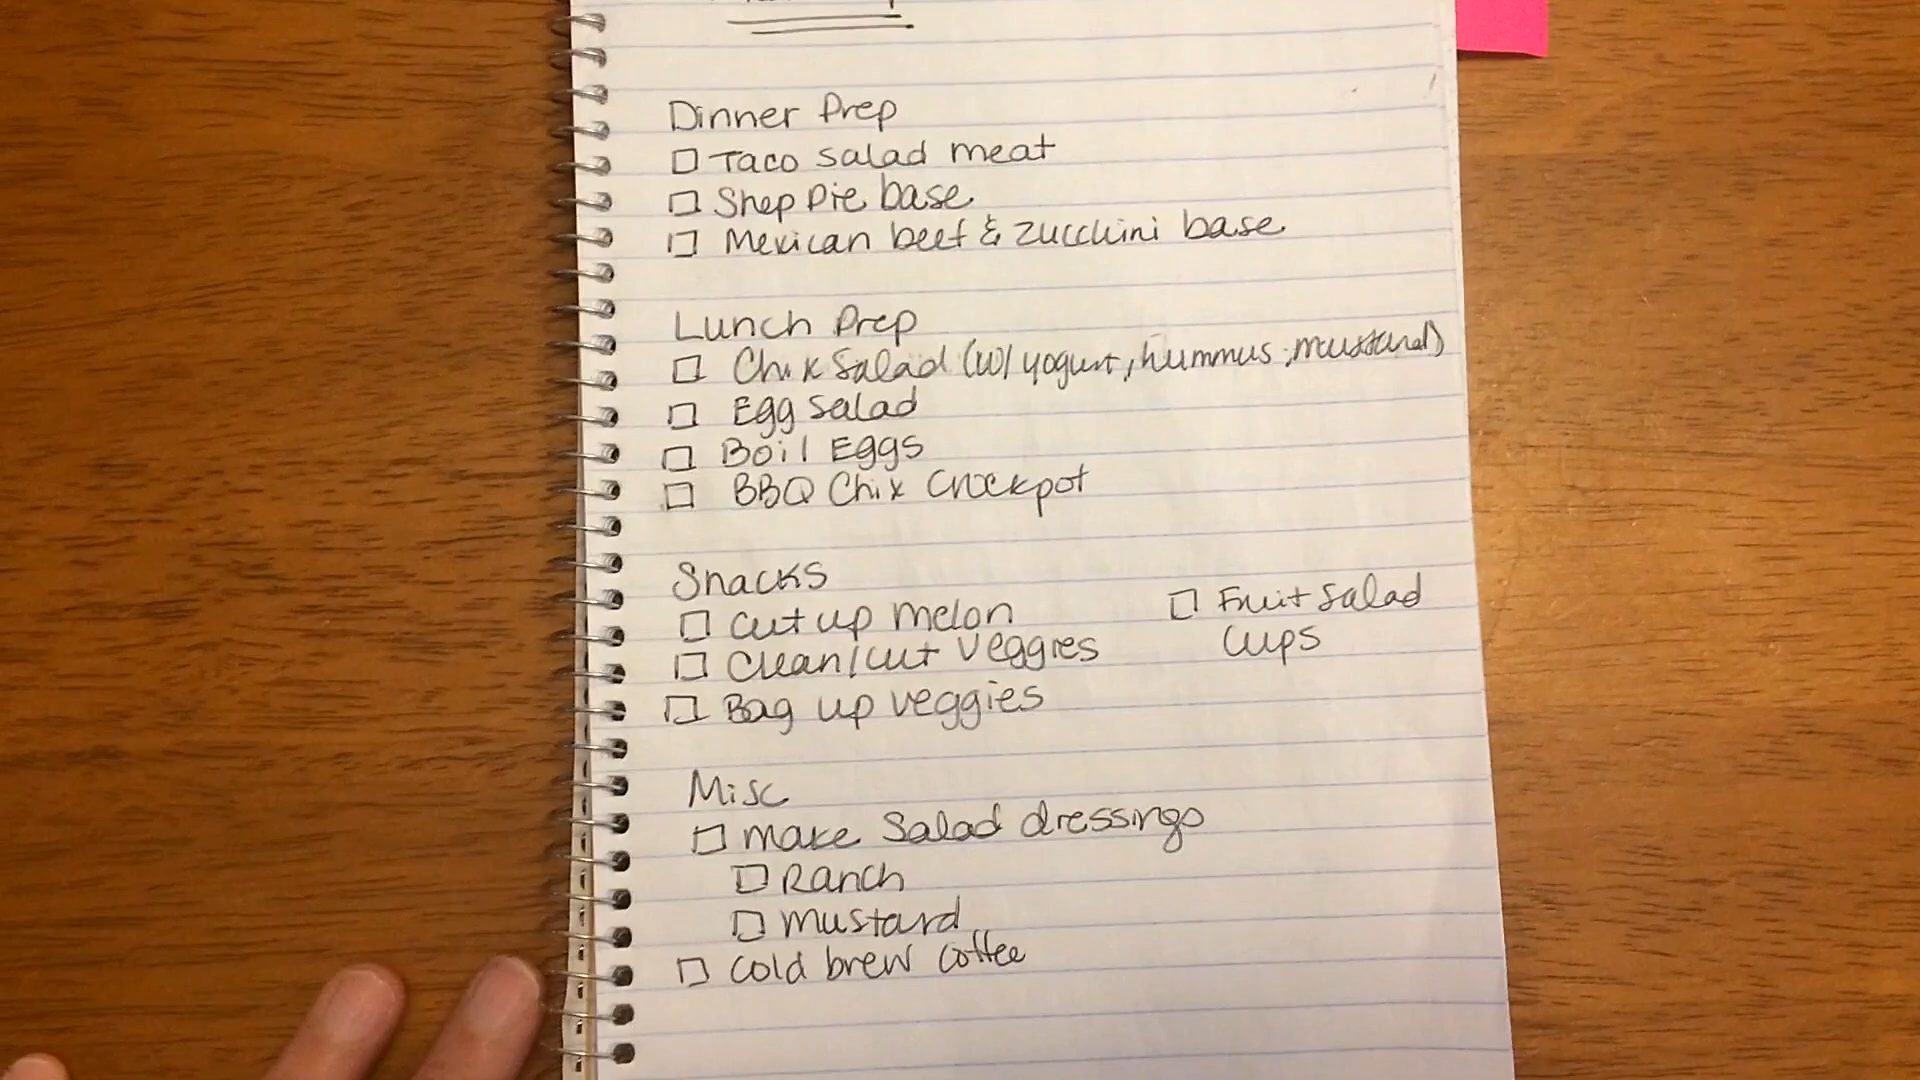 Dinner Prep
Taco salad meat
Shep Pie base
Mexican beef & zucchini base
Lunch Prep
Chix Salad (w/ yogurt, hummus, mustard)
Egg Salad
Boil Eggs
BBQ Chix Crockpot
Snacks
cut up melon
Clean/cut veggies
Bag up veggies
Fruit Salad
Cups
Misc
make salad dressings
Ranch
mustard
cold brew coffee